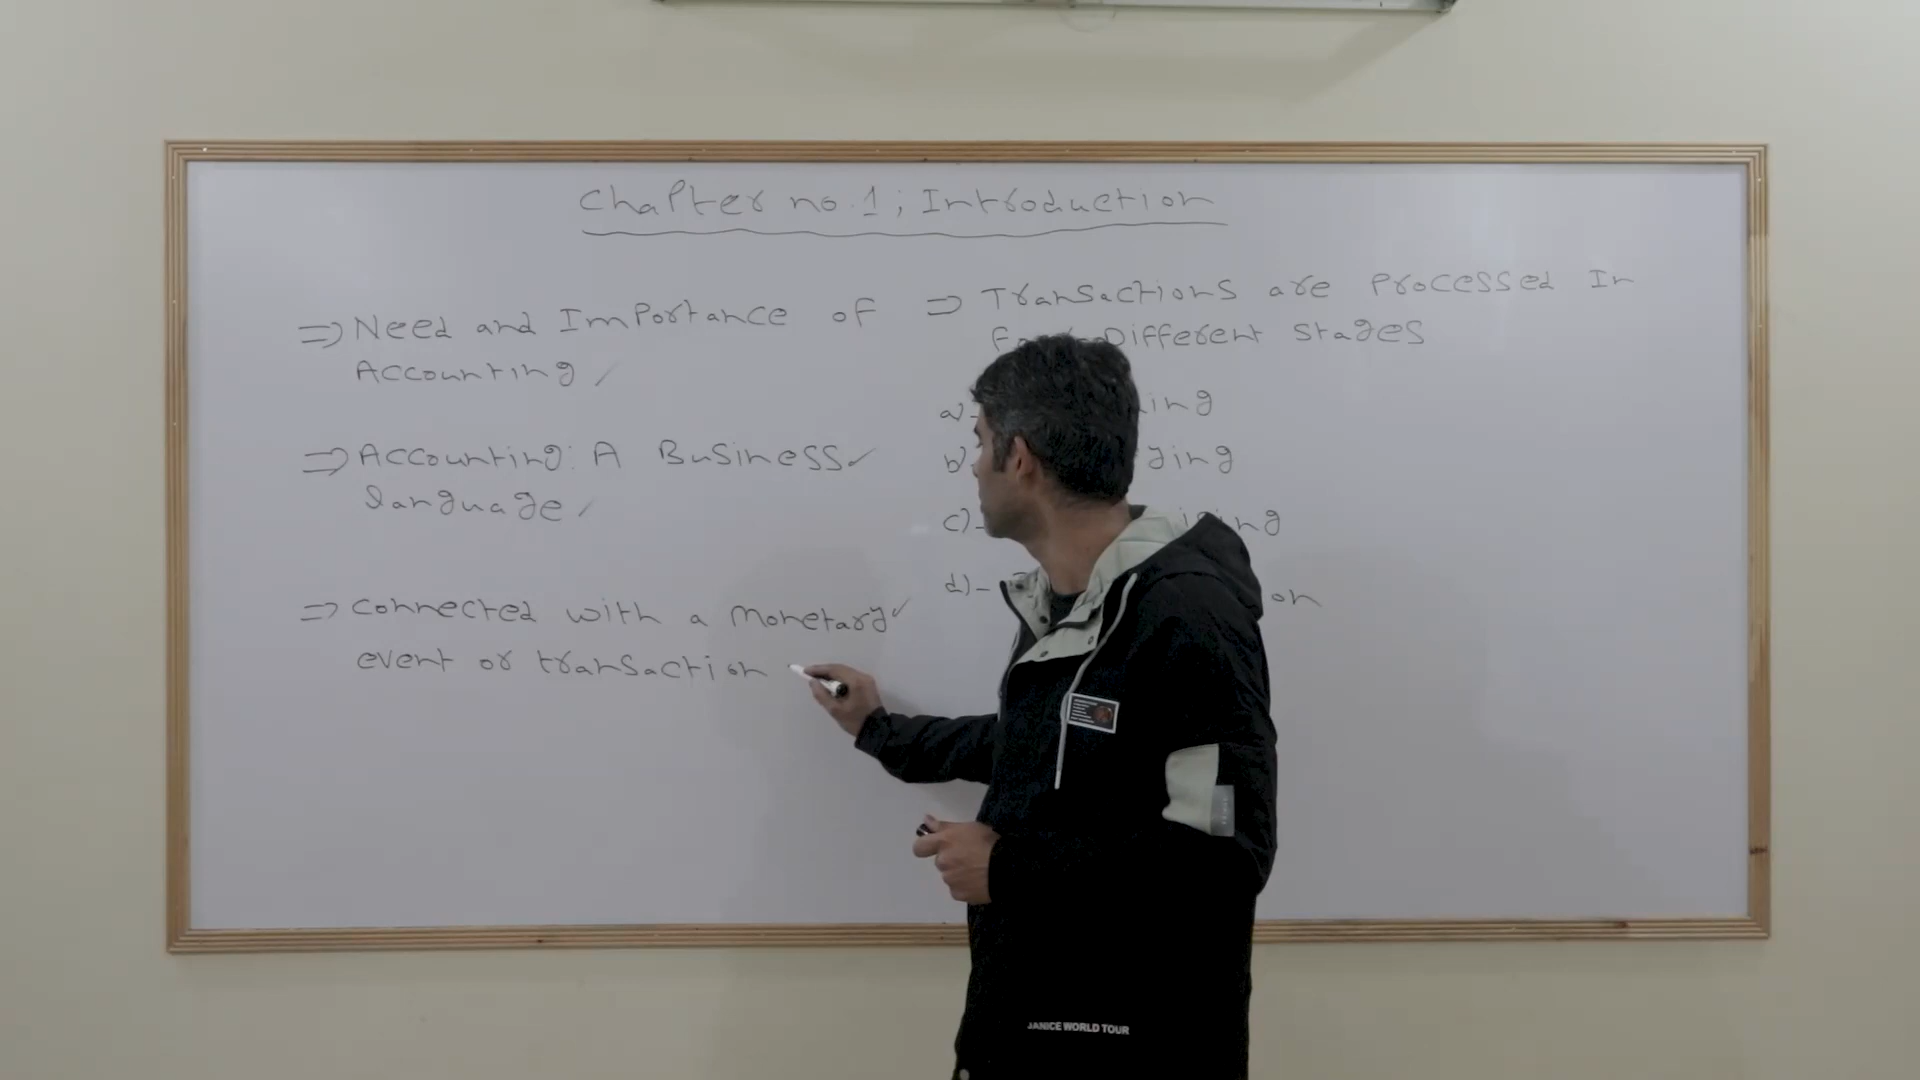 Chapter no.1; Introduction
⇒ Need and Importance of
Accounting
⇒ Accounting: A Business
language
⇒ connected with a monetary
event or transaction
⇒ Transactions are Processed In
Different stages
a)-
b)
c)-
d)-
JANICE WORLD TOUR